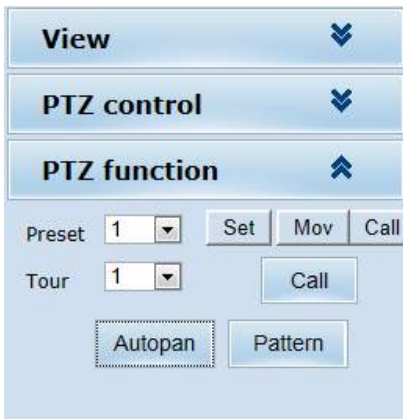 View
PTZ control
PTZ function
Preset 1 Set Mov Call
Tour 1 Call
Autopan Pattern